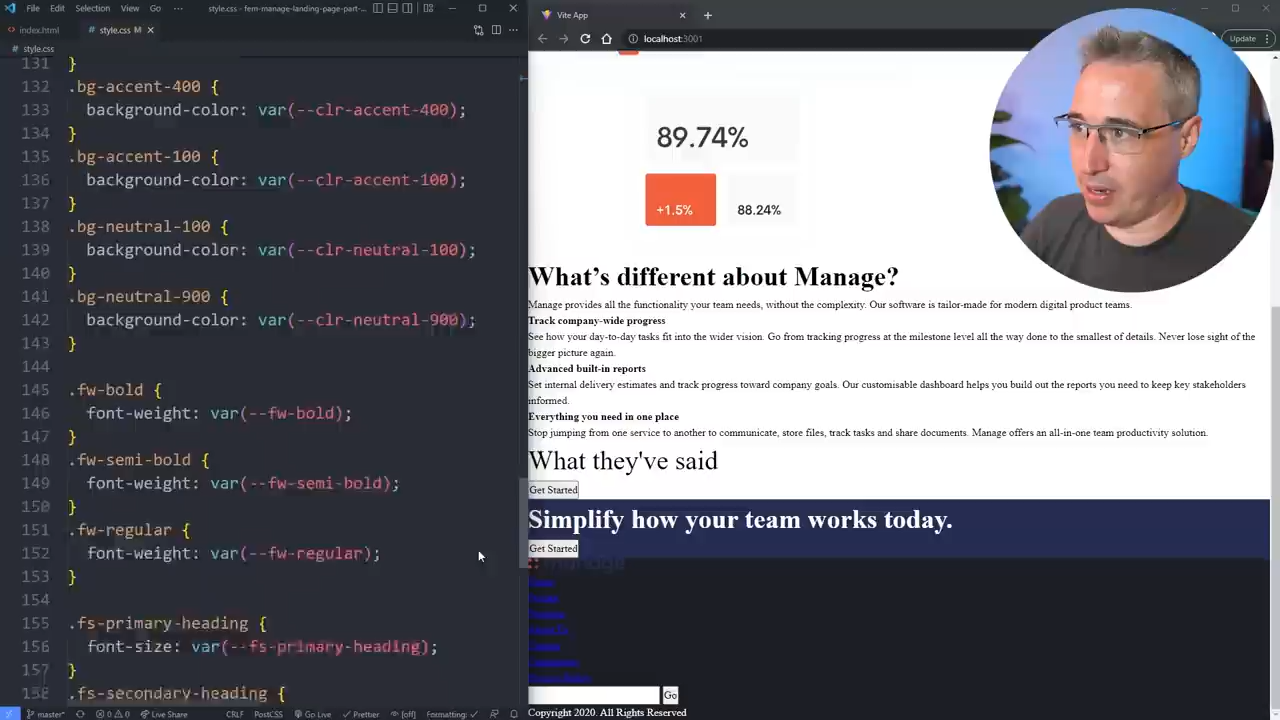 File Edit Selection View Go ··· style.css - fem-manage-landing-page-part-...
index.html style.css M
style.css
131 }
132 .bg-accent-400 {
133 background-color: var(--clr-accent-400);
134 }
135 .bg-accent-100 {
136 background-color: var(--clr-accent-100);
137 }
138 .bg-neutral-100 {
139 background-color: var(--clr-neutral-100);
140 }
141 .bg-neutral-900 {
142 background-color: var(--clr-neutral-900);
143 }
144
145 .fw-bold {
146 font-weight: var(--fw-bold);
147 }
148 .fw-semi-bold {
149 font-weight: var(--fw-semi-bold);
150 }
151 .fw-regular {
152 font-weight: var(--fw-regular);
153 }
154
155 .fs-primary-heading {
156 font-size: var(--fs-primary-heading);
157 }
158 .fs-secondary-heading {
master* 0 0 Live Share CRLF PostCSS Go Live Prettter [off] Formatting: ✓
Vite App
localhost:3001
Update
89.74%
+1.5% 88.24%
What’s different about Manage?
Manage provides all the functionality your team needs, without the complexity. Our software is tailor-made for modern digital product teams.
Track company-wide progress
See how your day-to-day tasks fit into the wider vision. Go from tracking progress at the milestone level all the way done to the smallest of details. Never lose sight of the
bigger picture again.
Advanced built-in reports
Set internal delivery estimates and track progress toward company goals. Our customisable dashboard helps you build out the reports you need to keep key stakeholders
informed.
Everything you need in one place
Stop jumping from one service to another to communicate, store files, track tasks and share documents. Manage offers an all-in-one team productivity solution.
What they've said
Get Started
Simplify how your team works today.
Get Started
manage
Go
Copyright 2020. All Rights Reserved